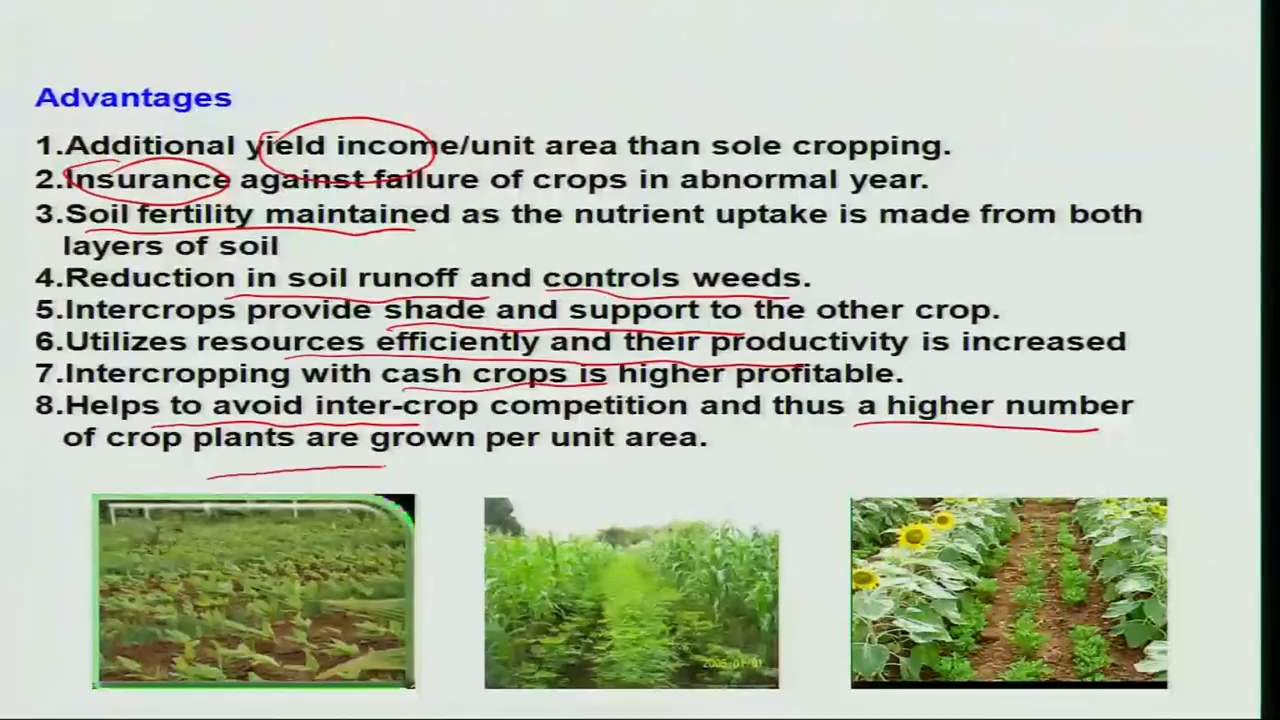 Advantages
1.Additional yield income/unit area than sole cropping.
2.Insurance against failure of crops in abnormal year.
3.Soil fertility maintained as the nutrient uptake is made from both
layers of soil
4.Reduction in soil runoff and controls weeds.
5.Intercrops provide shade and support to the other crop.
6.Utilizes resources efficiently and their productivity is increased
7.Intercropping with cash crops is higher profitable.
8.Helps to avoid inter-crop competition and thus a higher number
of crop plants are grown per unit area.